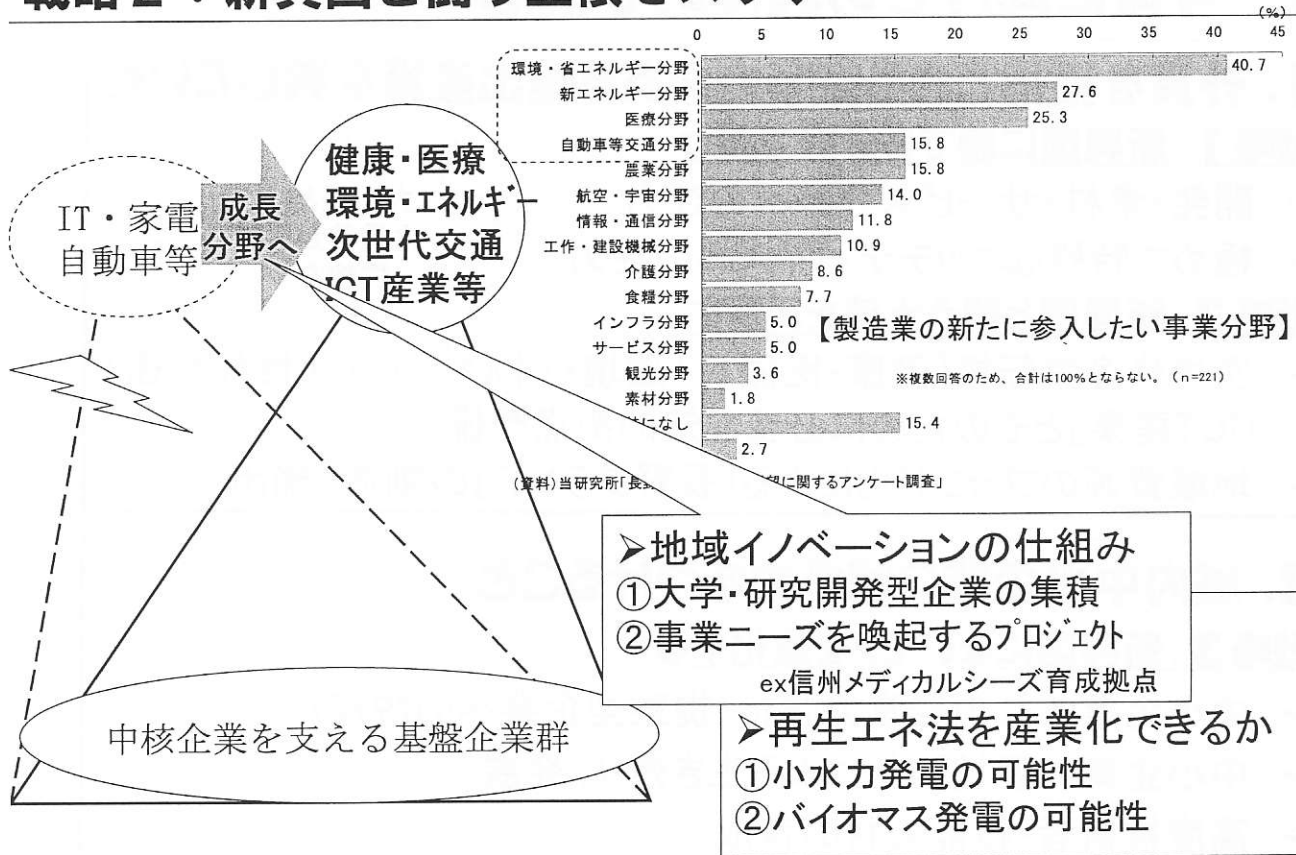 (%)
0 5 10 15 20 25 30 35 40 45
環境・省エネルギー分野 40.7
新エネルギー分野 27.6
医療分野 25.3
自動車等交通分野 15.8
農業分野 15.8
航空・宇宙分野 14.0
情報・通信分野 11.8
工作・建設機械分野 10.9
介護分野 8.6
食糧分野 7.7
インフラ分野 5.0
サービス分野 5.0
観光分野 3.6
素材分野 1.8
になし 15.4
2.7
【製造業の新たに参入したい事業分野】
※複数回答のため、合計は100%とならない。(n=221)
(資料)当研究所「長 に関するアンケート調査」
IT・家電
自動車等
成長
分野へ
健康・医療
環境・エネルギー
次世代交通
ICT産業等
➤地域イノベーションの仕組み
①大学・研究開発型企業の集積
②事業ニーズを喚起するプロジェクト
ex信州メディカルシーズ育成拠点
➤再生エネ法を産業化できるか
①小水力発電の可能性
②バイオマス発電の可能性
中核企業を支える基盤企業群